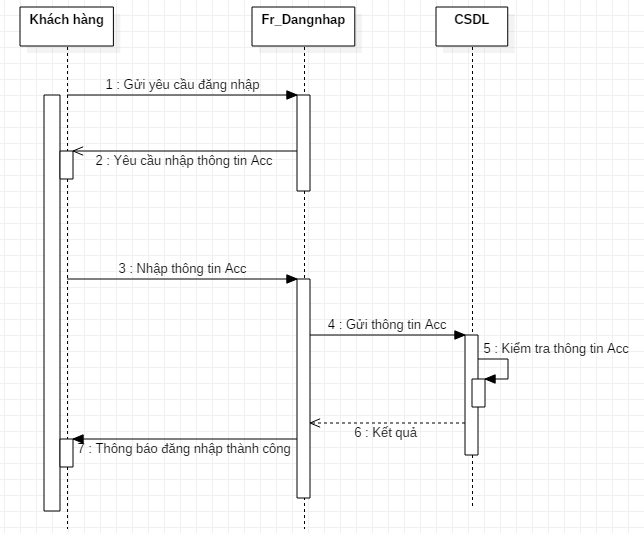 Khách hàng
Fr_Dangnhap
CSDL
1 : Gửi yêu cầu đăng nhập
2 : Yêu cầu nhập thông tin Acc
3 : Nhập thông tin Acc
4 : Gửi thông tin Acc
5 : Kiểm tra thông tin Acc
6 : Kết quả
7 : Thông báo đăng nhập thành công